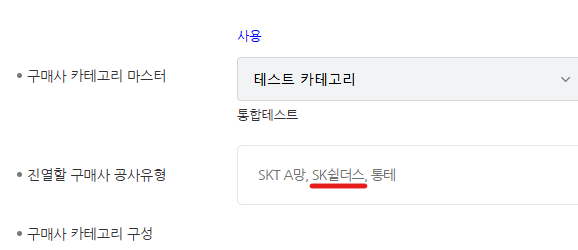 사용
구매사 카테고리 마스터
테스트 카테고리
통합테스트
진열할 구매사 공사유형
SKT A망, SK쉴더스, 통테
구매사 카테고리 구성